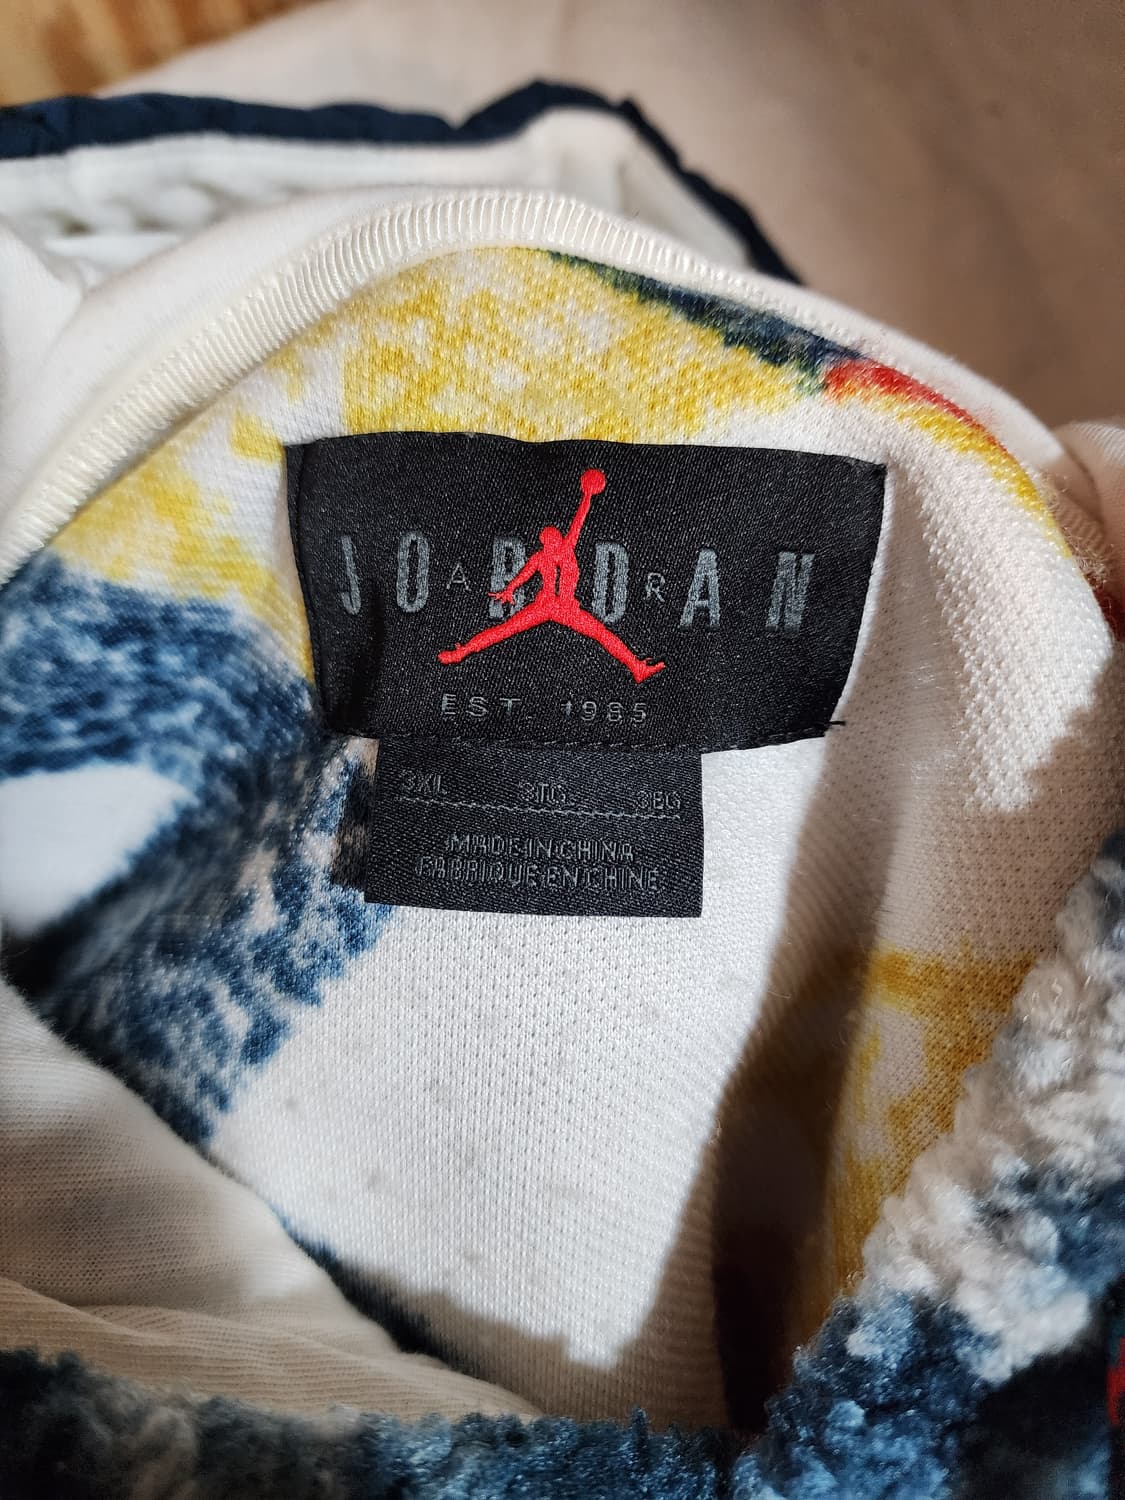 JORDAN
AIR
EST. 1985
3XL 3TG 3EG
MADE IN CHINA
FABRIQUE EN CHINE